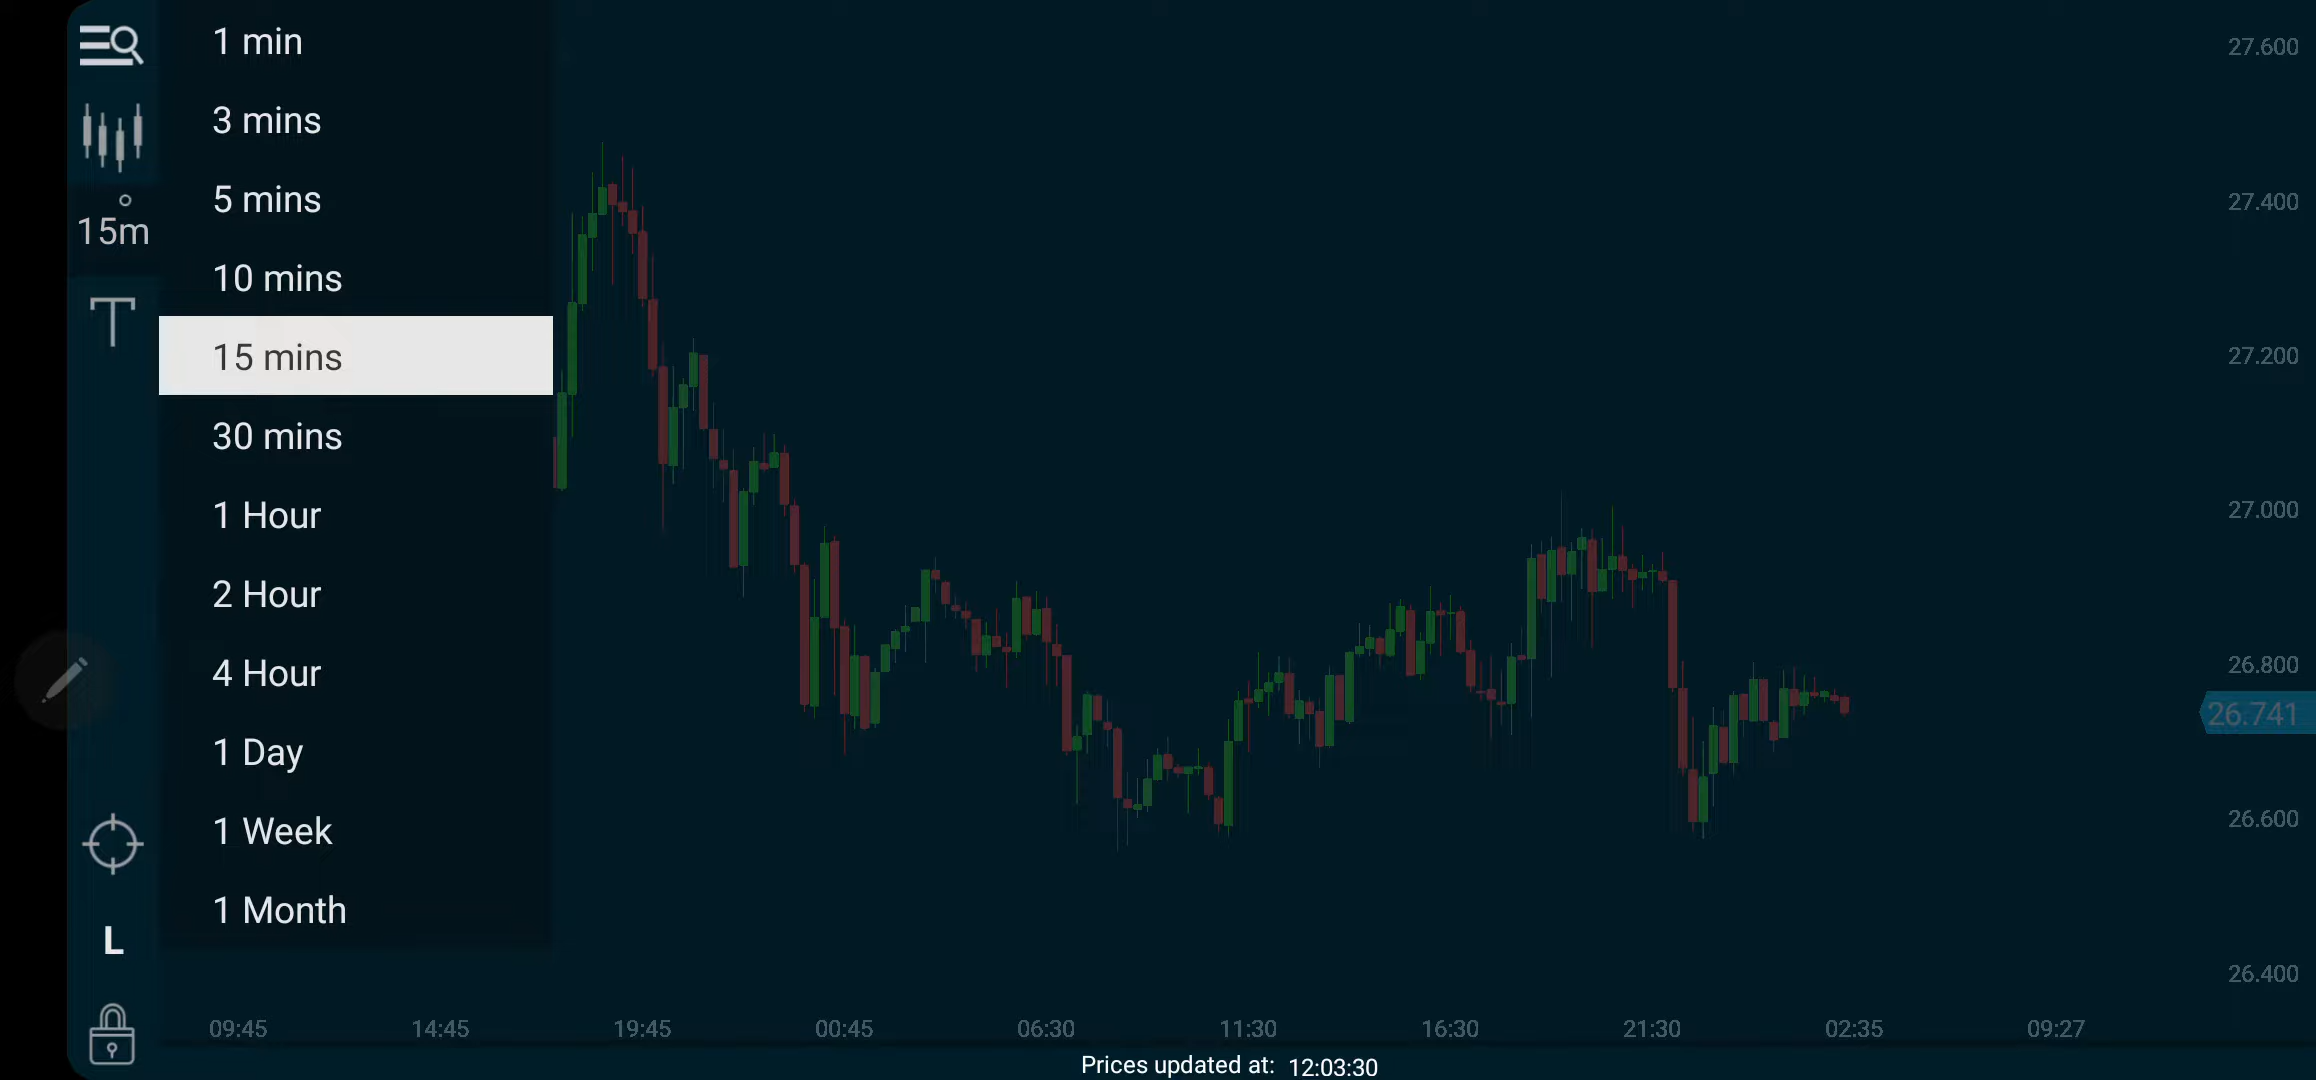 1 min
3 mins
5 mins
10 mins
15 mins
30 mins
1 Hour
2 Hour
4 Hour
1 Day
1 Week
1 Month
15m
T
L
27.600
27.400
27.200
27.000
26.800
26.741
26.600
26.400
09:45 14:45 19:45 00:45 06:30 11:30 16:30 21:30 02:35 09:27
Prices updated at: 12:03:30